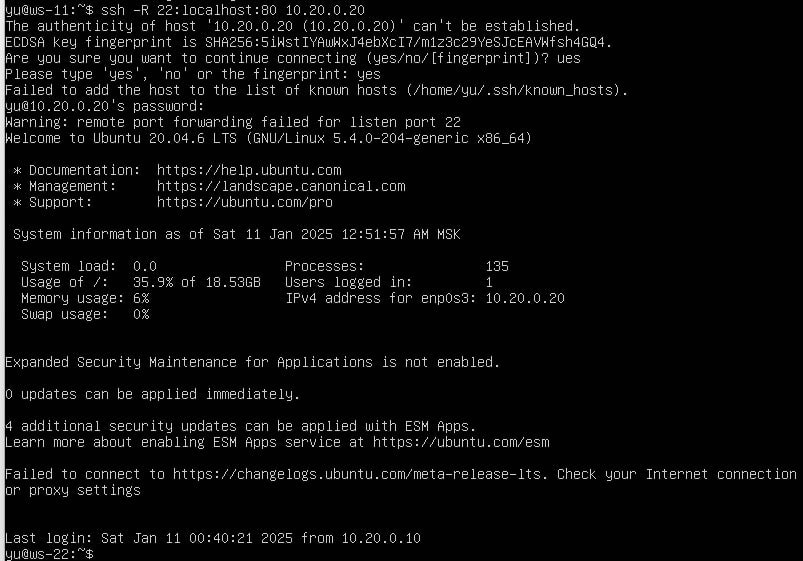 yu@ws-11:~$ ssh -R 22:localhost:80 10.20.0.20
The authenticity of host '10.20.0.20 (10.20.0.20)' can't be established.
ECDSA key fingerprint is SHA256:5iWstIYAwWxJ4ebXcI7/m1z3c29YeSJcEAVWfsh4GQ4.
Are you sure you want to continue connecting (yes/no/[fingerprint])? ues
Please type 'yes', 'no' or the fingerprint: yes
Failed to add the host to the list of known hosts (/home/yu/.ssh/known_hosts).
yu@10.20.0.20's password:
Warning: remote port forwarding failed for listen port 22
Welcome to Ubuntu 20.04.6 LTS (GNU/Linux 5.4.0-204-generic x86_64)
* Documentation:  https://help.ubuntu.com
* Management:     https://landscape.canonical.com
* Support:        https://ubuntu.com/pro
System information as of Sat 11 Jan 2025 12:51:57 AM MSK
System load:  0.0                Processes:               135
Usage of /:   35.9% of 18.53GB   Users logged in:         1
Memory usage: 6%                 IPv4 address for enp0s3: 10.20.0.20
Swap usage:   0%
Expanded Security Maintenance for Applications is not enabled.
0 updates can be applied immediately.
4 additional security updates can be applied with ESM Apps.
Learn more about enabling ESM Apps service at https://ubuntu.com/esm
Failed to connect to https://changelogs.ubuntu.com/meta-release-lts. Check your Internet connection
or proxy settings
Last login: Sat Jan 11 00:40:21 2025 from 10.20.0.10
yu@ws-22:~$